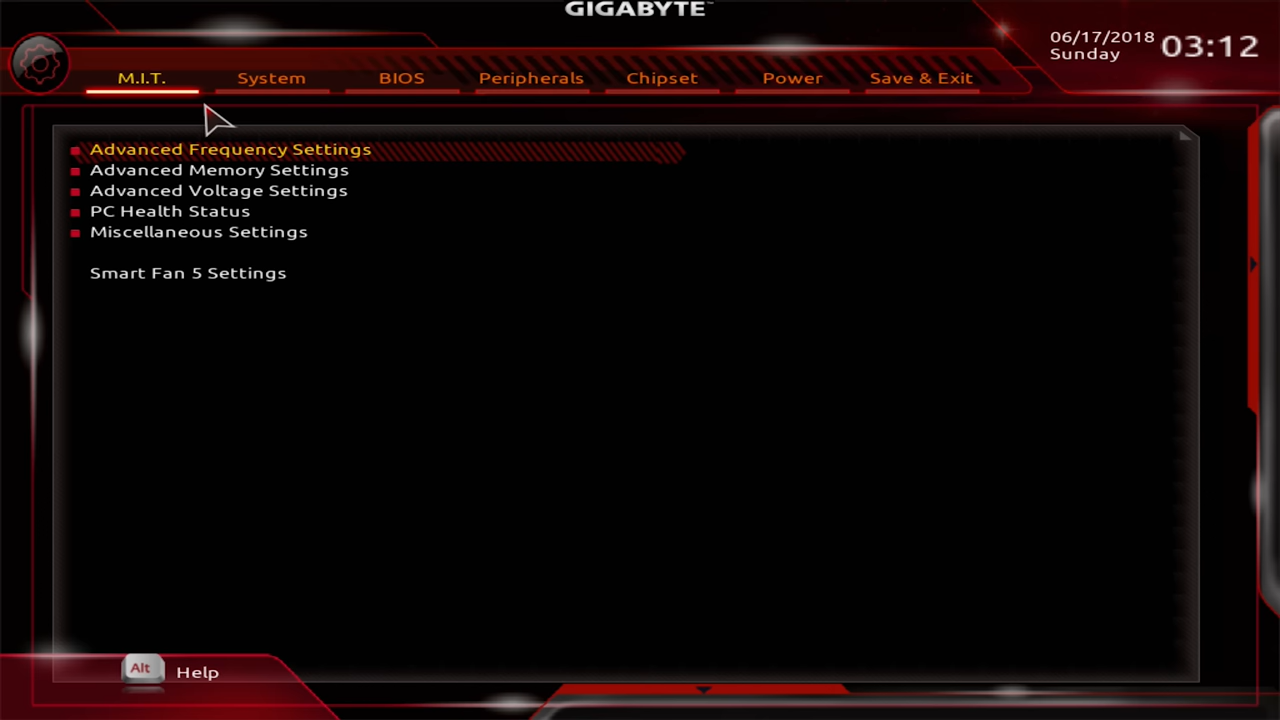 GIGABYTE™
06/17/2018
Sunday
03:12
M.I.T.
System
BIOS
Peripherals
Chipset
Power
Save & Exit
Advanced Frequency Settings
Advanced Memory Settings
Advanced Voltage Settings
PC Health Status
Miscellaneous Settings
Smart Fan 5 Settings
Alt
Help